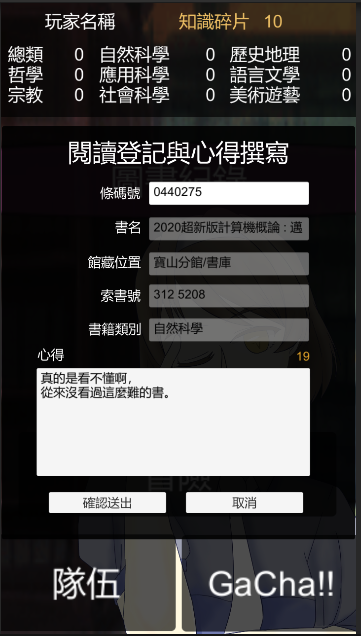 玩家名稱 知識碎片 10
總類 0 自然科學 0 歷史地理 0
哲學 0 應用科學 0 語言文學 0
宗教 0 社會科學 0 美術遊藝 0
閱讀登記與心得撰寫
圖書紀錄
條碼號 0440275
書名 2020超新版計算機概論 : 邁
館藏位置 寶山分館/書庫
索書號 312 5208
書籍類別 自然科學
心得 19
真的是看不懂啊,
從來沒看過這麼難的書。
冒險
確認送出 取消
隊伍 GaCha!!